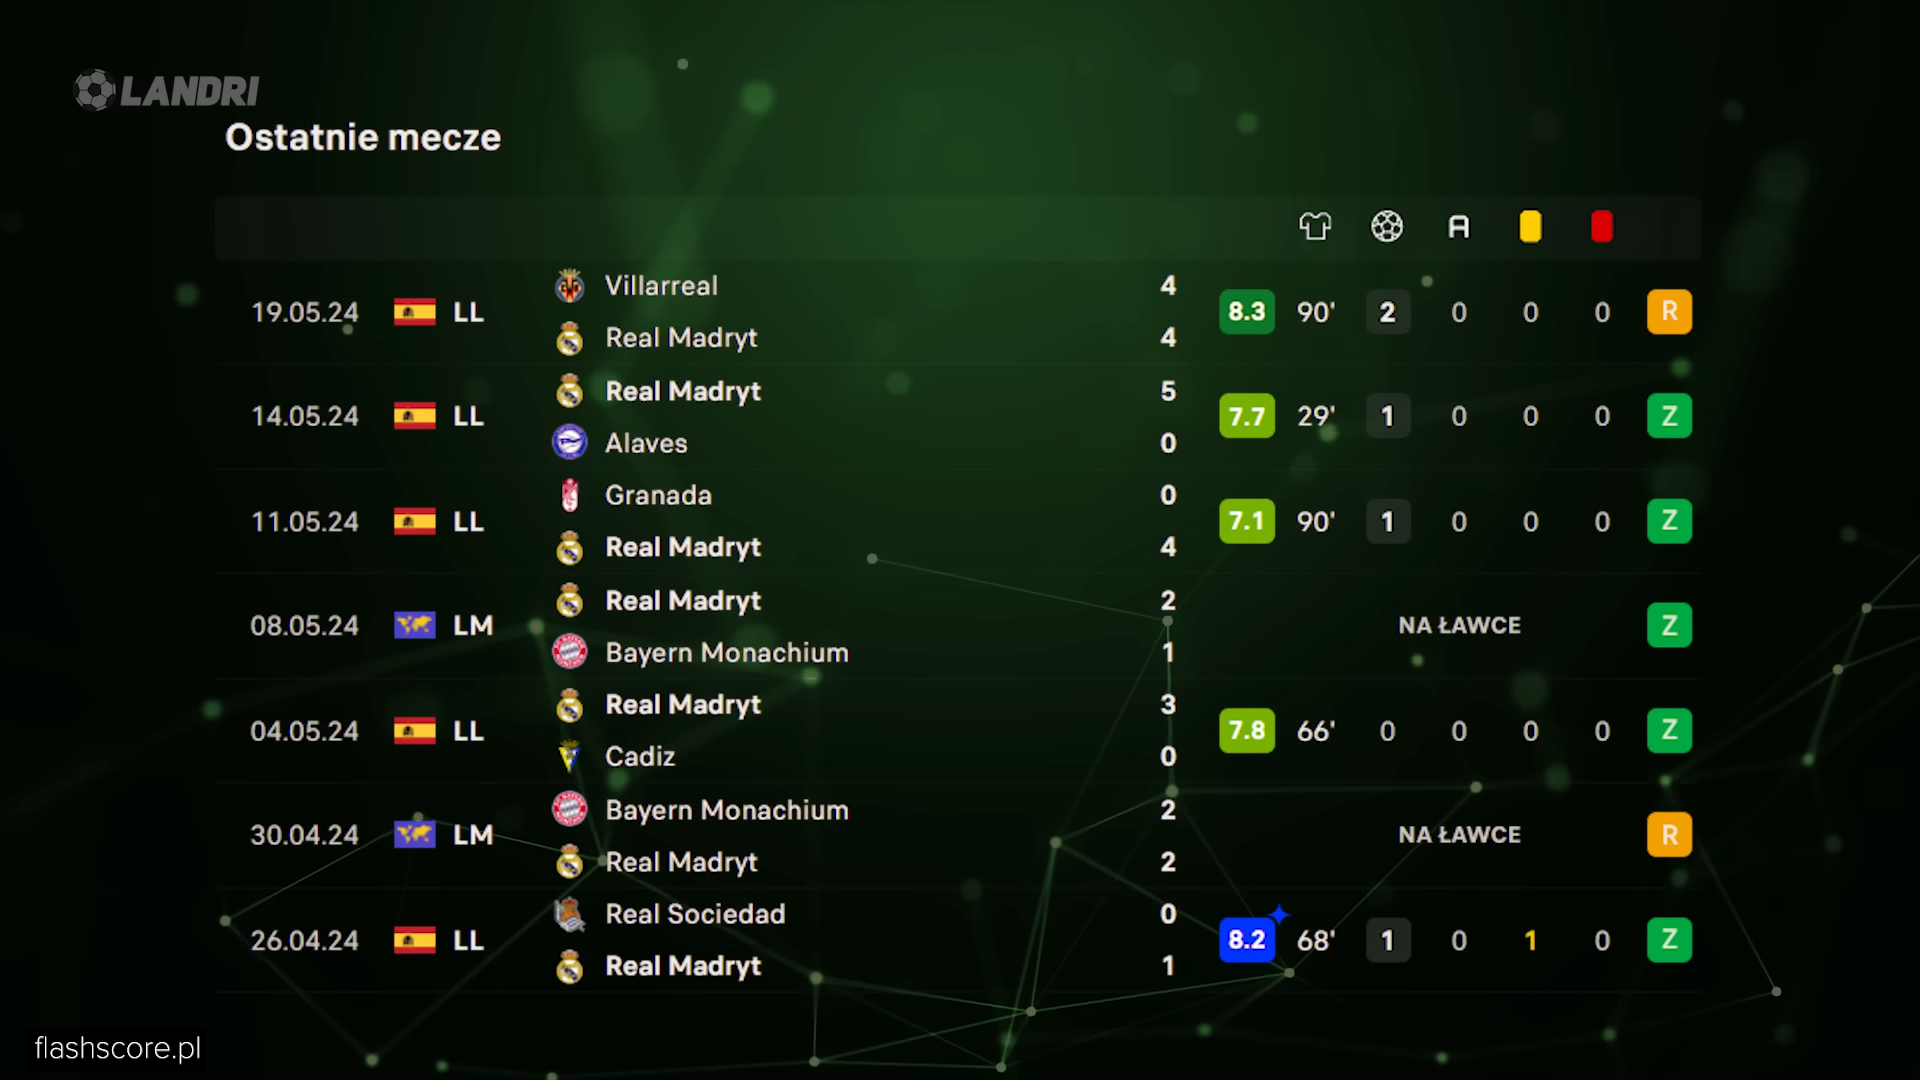 LANDRI
Ostatnie mecze
A
19.05.24 LL Villarreal 4 8.3 90' 2 0 0 0 R
Real Madryt 4
14.05.24 LL Real Madryt 5 7.7 29' 1 0 0 0 Z
Alaves 0
11.05.24 LL Granada 0 7.1 90' 1 0 0 0 Z
Real Madryt 4
08.05.24 LM Real Madryt 2 NA ŁAWCE Z
Bayern Monachium 1
04.05.24 LL Real Madryt 3 7.8 66' 0 0 0 0 Z
Cadiz 0
30.04.24 LM Bayern Monachium 2 NA ŁAWCE R
Real Madryt 2
26.04.24 LL Real Sociedad 0 8.2 68' 1 0 1 0 Z
Real Madryt 1
flashscore.pl